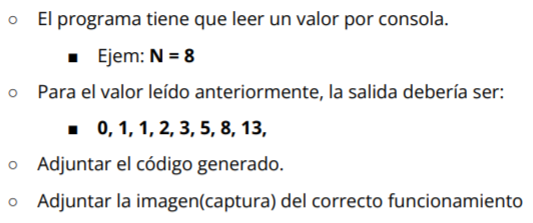 ○ El programa tiene que leer un valor por consola.
■ Ejem: N = 8
○ Para el valor leído anteriormente, la salida debería ser:
■ 0, 1, 1, 2, 3, 5, 8, 13,
○ Adjuntar el código generado.
○ Adjuntar la imagen(captura) del correcto funcionamiento